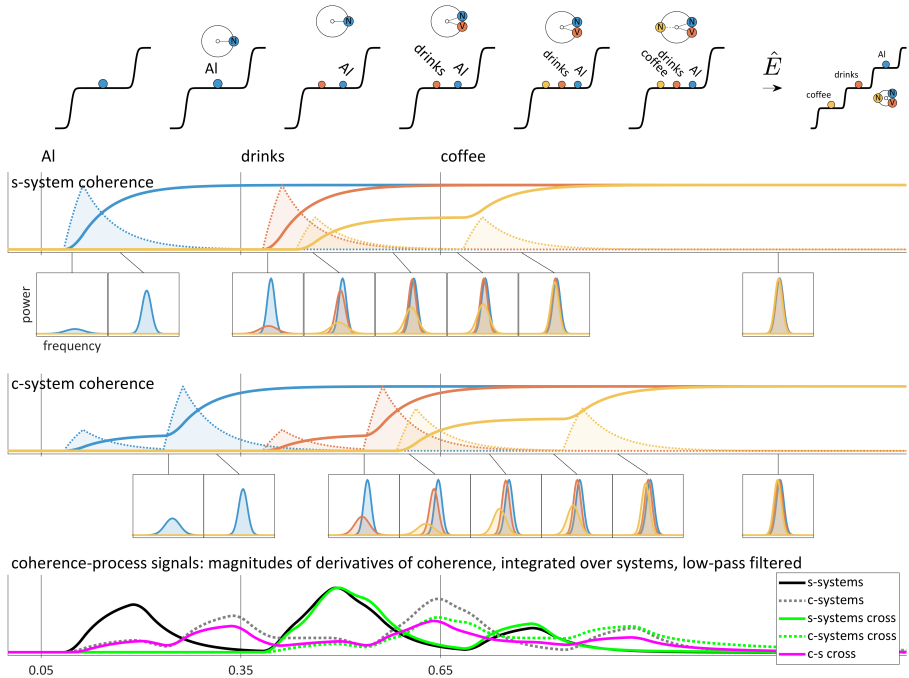 N
N
N
V
N
V
N
N
V
Al
Al
drinks
Al
drinks
Al
coffee
drinks
Al
Ê
Al
drinks
coffee
N
N
V
Al
drinks
coffee
s-system coherence
power
frequency
c-system coherence
coherence-process signals: magnitudes of derivatives of coherence, integrated over systems, low-pass filtered
s-systems
c-systems
s-systems cross
c-systems cross
c-s cross
0.05
0.35
0.65